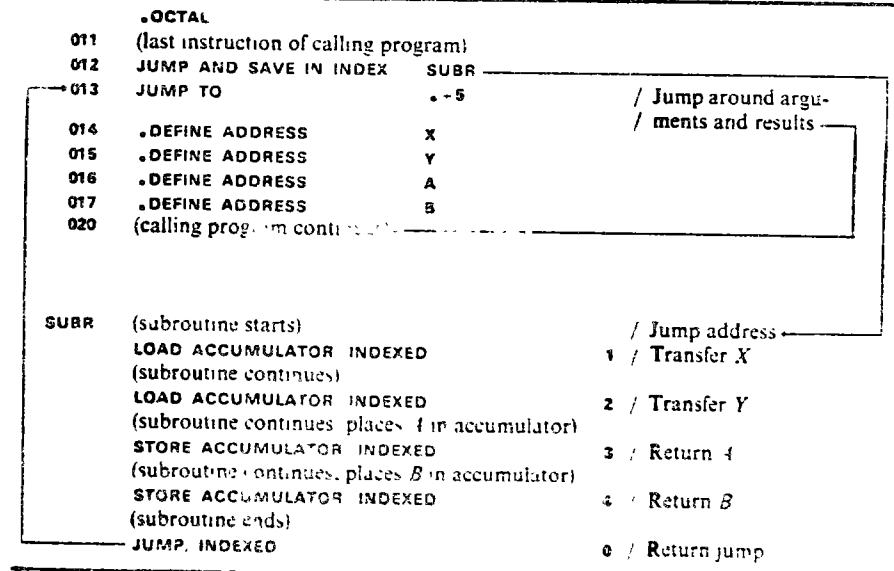 .OCTAL
011 (last instruction of calling program)
012 JUMP AND SAVE IN INDEX SUBR
013 JUMP TO .+5 / Jump around argu-
/ ments and results
014 .DEFINE ADDRESS X
015 .DEFINE ADDRESS Y
016 .DEFINE ADDRESS A
017 .DEFINE ADDRESS B
020 (calling program
SUBR (subroutine starts) / Jump address
LOAD ACCUMULATOR INDEXED 1 / Transfer X
(subroutine continues)
LOAD ACCUMULATOR INDEXED 2 / Transfer Y
(subroutine continues places A in accumulator)
STORE ACCUMULATOR INDEXED 3 / Return A
(subroutine continues, places B in accumulator)
STORE ACCUMULATOR INDEXED 4 / Return B
(subroutine ends)
JUMP, INDEXED 0 / Return jump